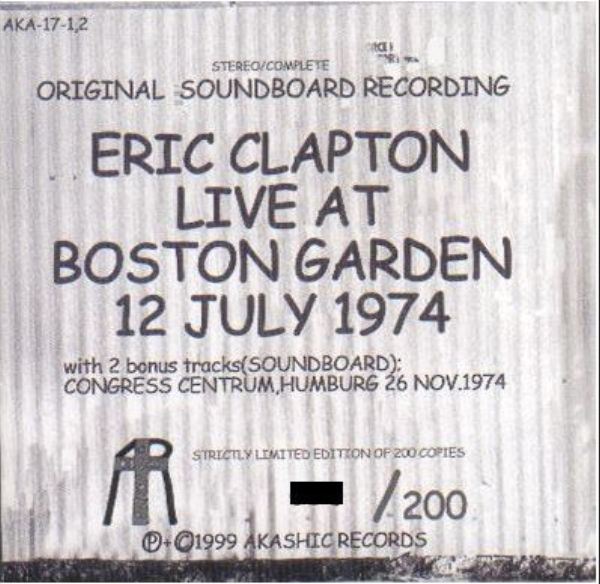 AKA-17-1,2
STEREO/COMPLETE
ORIGINAL SOUNDBOARD RECORDING
ERIC CLAPTON
LIVE AT
BOSTON GARDEN
12 JULY 1974
with 2 bonus tracks(SOUNDBOARD):
CONGRESS CENTRUM,HUMBURG 26 NOV.1974
STRICTLY LIMITED EDITION OF 200 COPIES
/200
AR
℗+©1999 AKASHIC RECORDS